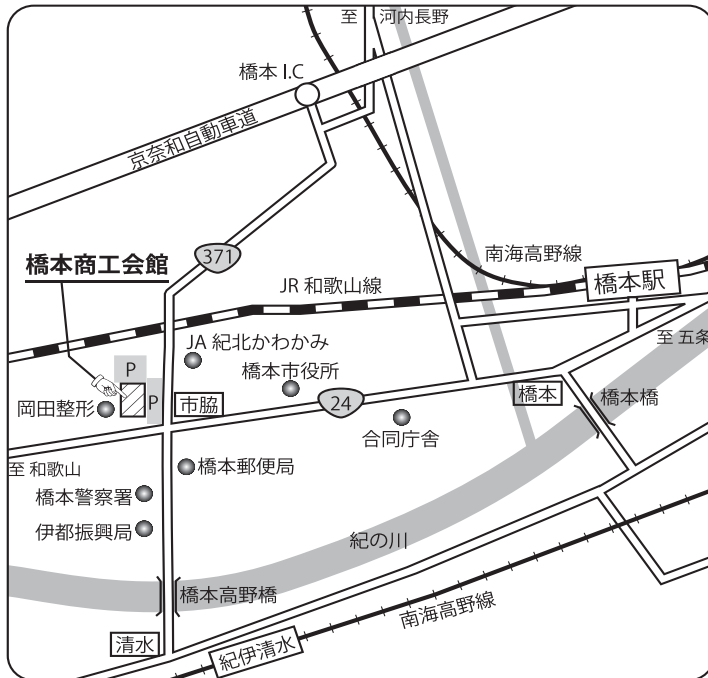 至 河内長野
橋本 I.C
京奈和自動車道
371
南海高野線
橋本商工会館
橋本駅
JR 和歌山線
至 五条
JA 紀北かわかみ
P
橋本市役所
P
市脇
24
橋本
橋本橋
岡田整形
合同庁舎
至 和歌山
橋本郵便局
橋本警察署
伊都振興局
紀の川
橋本高野橋
南海高野線
清水
紀伊清水